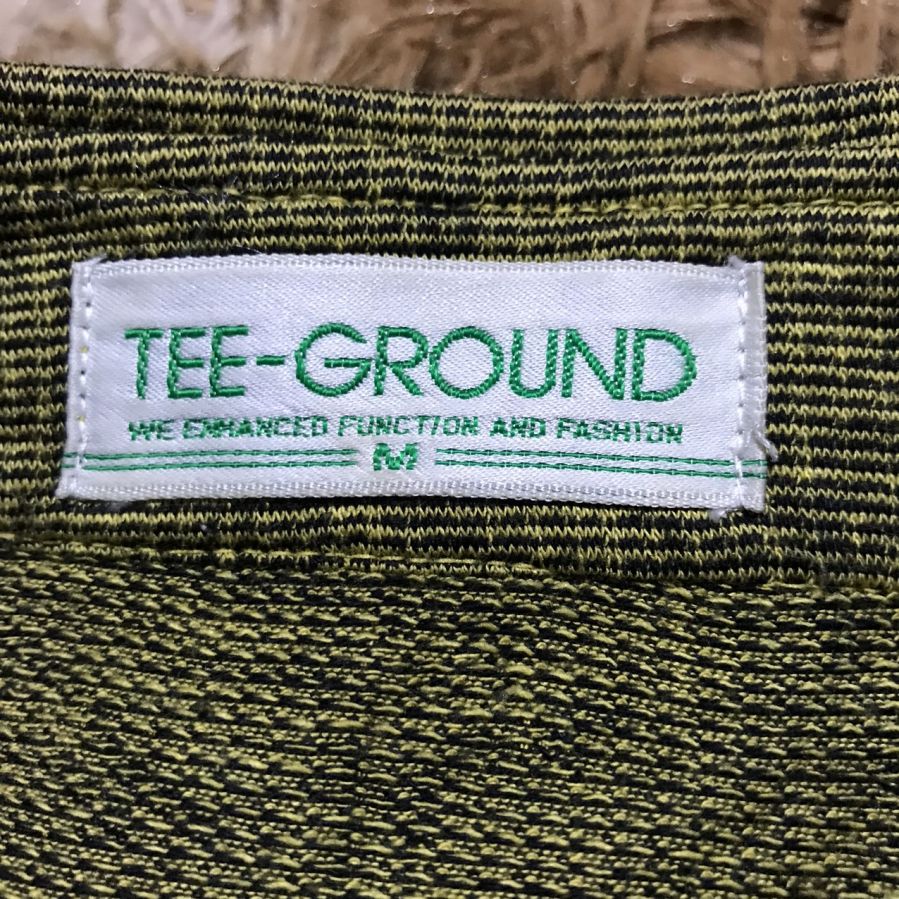 TEE-GROUND
WE ENHANCED FUNCTION AND FASHION
M